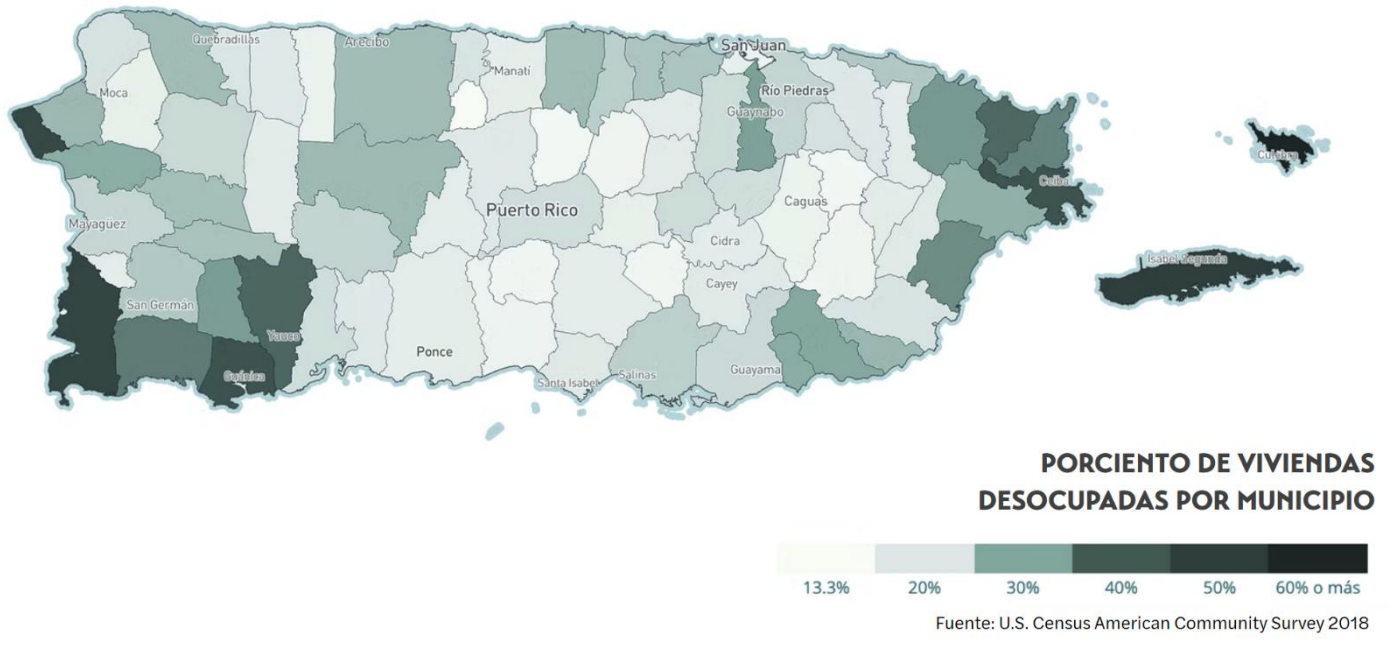 Quebradillas
Arecibo
San Juan
Manatí
Moca
Río Piedras
Guaynabo
Culebra
Ceiba
Caguas
Puerto Rico
Mayagüez
Cidra
Isabel Segunda
Cayey
San Germán
Yauco
Ponce
Guayama
Guánica
Salinas
Santa Isabel
PORCIENTO DE VIVIENDAS
DESOCUPADAS POR MUNICIPIO
13.3% 20% 30% 40% 50% 60% o más
Fuente: U.S. Census American Community Survey 2018